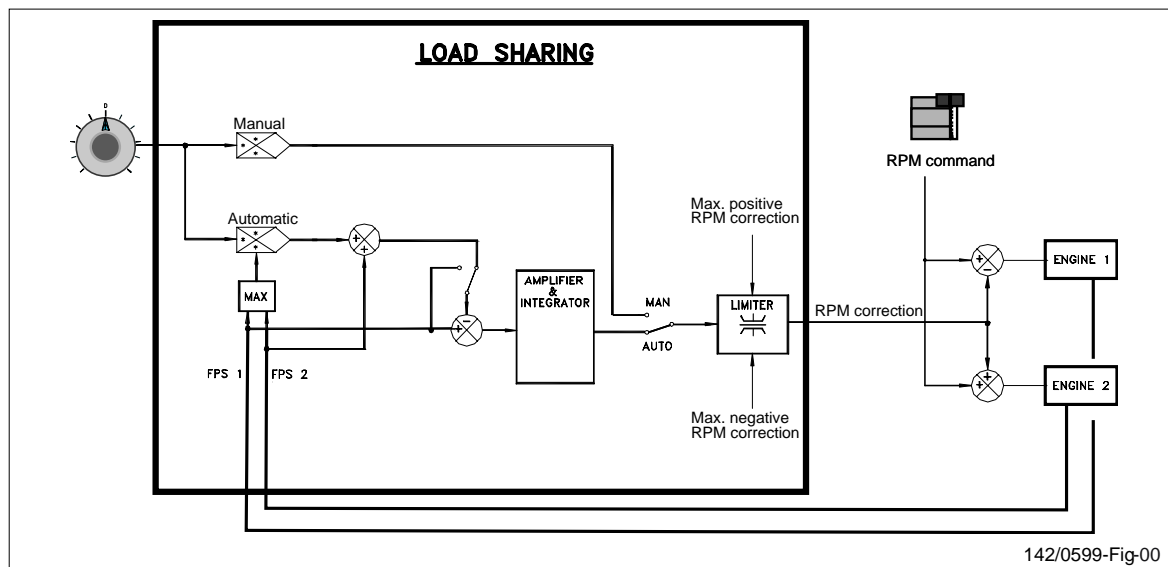 LOAD SHARING
D
Manual
RPM command
Max. positive
RPM correction
Automatic
AMPLIFIER
&
INTEGRATOR
ENGINE 1
MAX
MAN
LIMITER
RPM correction
AUTO
FPS 1
FPS 2
ENGINE 2
Max. negative
RPM correction
142/0599-Fig-00